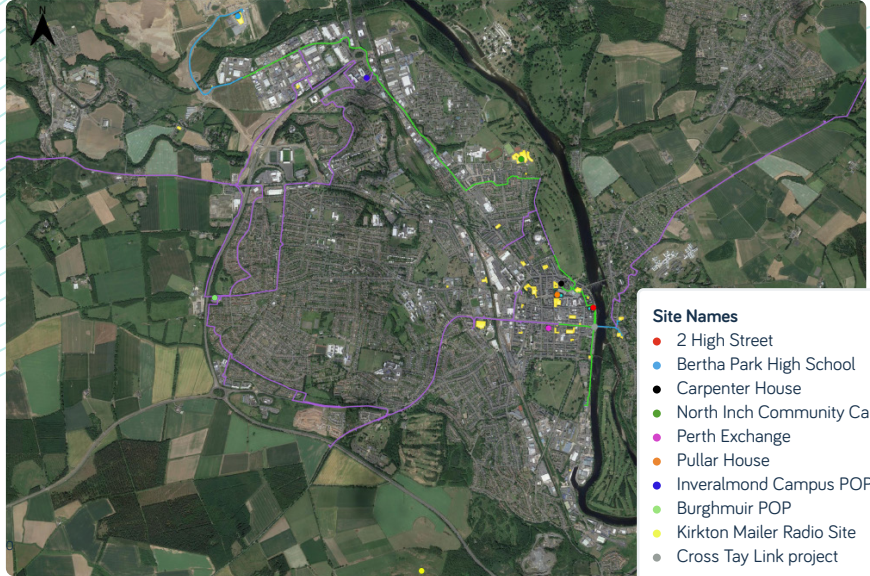 N
Site Names
2 High Street
Bertha Park High School
Carpenter House
North Inch Community Ca
Perth Exchange
Pullar House
Inveralmond Campus POP
Burghmuir POP
Kirkton Mailer Radio Site
Cross Tay Link project